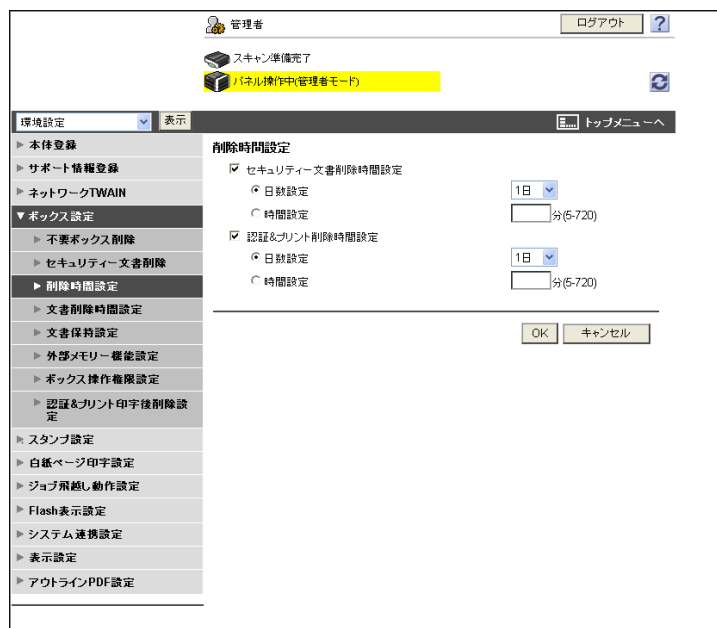 管理者 ログアウト ?
スキャン準備完了
パネル操作中(管理者モード)
環境設定 表示 トップメニューへ
本体登録
サポート情報登録
ネットワークTWAIN
ボックス設定
不要ボックス削除
セキュリティー文書削除
削除時間設定
文書削除時間設定
文書保持設定
外部メモリー機能設定
ボックス操作権限設定
認証&プリント印字後削除設
定
スタンプ設定
白紙ページ印字設定
ジョブ飛越し動作設定
Flash表示設定
システム連携設定
表示設定
アウトラインPDF設定
削除時間設定
セキュリティー文書削除時間設定
日数設定 1日
時間設定 分(5-720)
認証&プリント削除時間設定
日数設定 1日
時間設定 分(5-720)
OK キャンセル